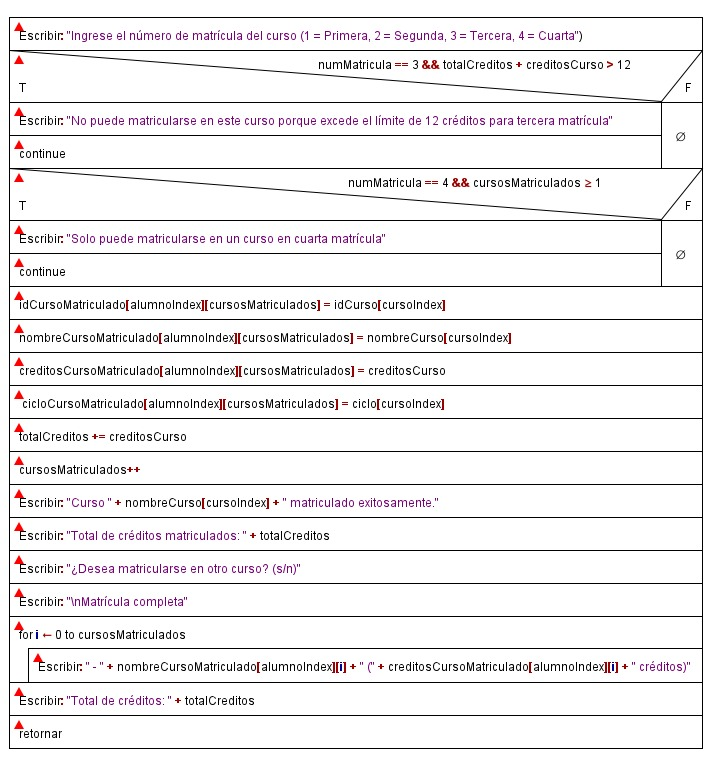 Escribir: "Ingrese el número de matrícula del curso (1 = Primera, 2 = Segunda, 3 = Tercera, 4 = Cuarta")
numMatricula == 3 && totalCreditos + creditosCurso > 12
T F
Escribir: "No puede matricularse en este curso porque excede el límite de 12 créditos para tercera matrícula"
∅
continue
numMatricula == 4 && cursosMatriculados ≥ 1
T F
Escribir: "Solo puede matricularse en un curso en cuarta matrícula"
∅
continue
idCursoMatriculado[alumnoIndex][cursosMatriculados] = idCurso[cursoIndex]
nombreCursoMatriculado[alumnoIndex][cursosMatriculados] = nombreCurso[cursoIndex]
creditosCursoMatriculado[alumnoIndex][cursosMatriculados] = creditosCurso
cicloCursoMatriculado[alumnoIndex][cursosMatriculados] = ciclo[cursoIndex]
totalCreditos += creditosCurso
cursosMatriculados++
Escribir: "Curso " + nombreCurso[cursoIndex] + " matriculado exitosamente."
Escribir: "Total de créditos matriculados: " + totalCreditos
Escribir: "¿Desea matricularse en otro curso? (s/n)"
Escribir: "\nMatrícula completa"
for i ← 0 to cursosMatriculados
Escribir: " - " + nombreCursoMatriculado[alumnoIndex][i] + " (" + creditosCursoMatriculado[alumnoIndex][i] + " créditos)"
Escribir: "Total de créditos: " + totalCreditos
retornar